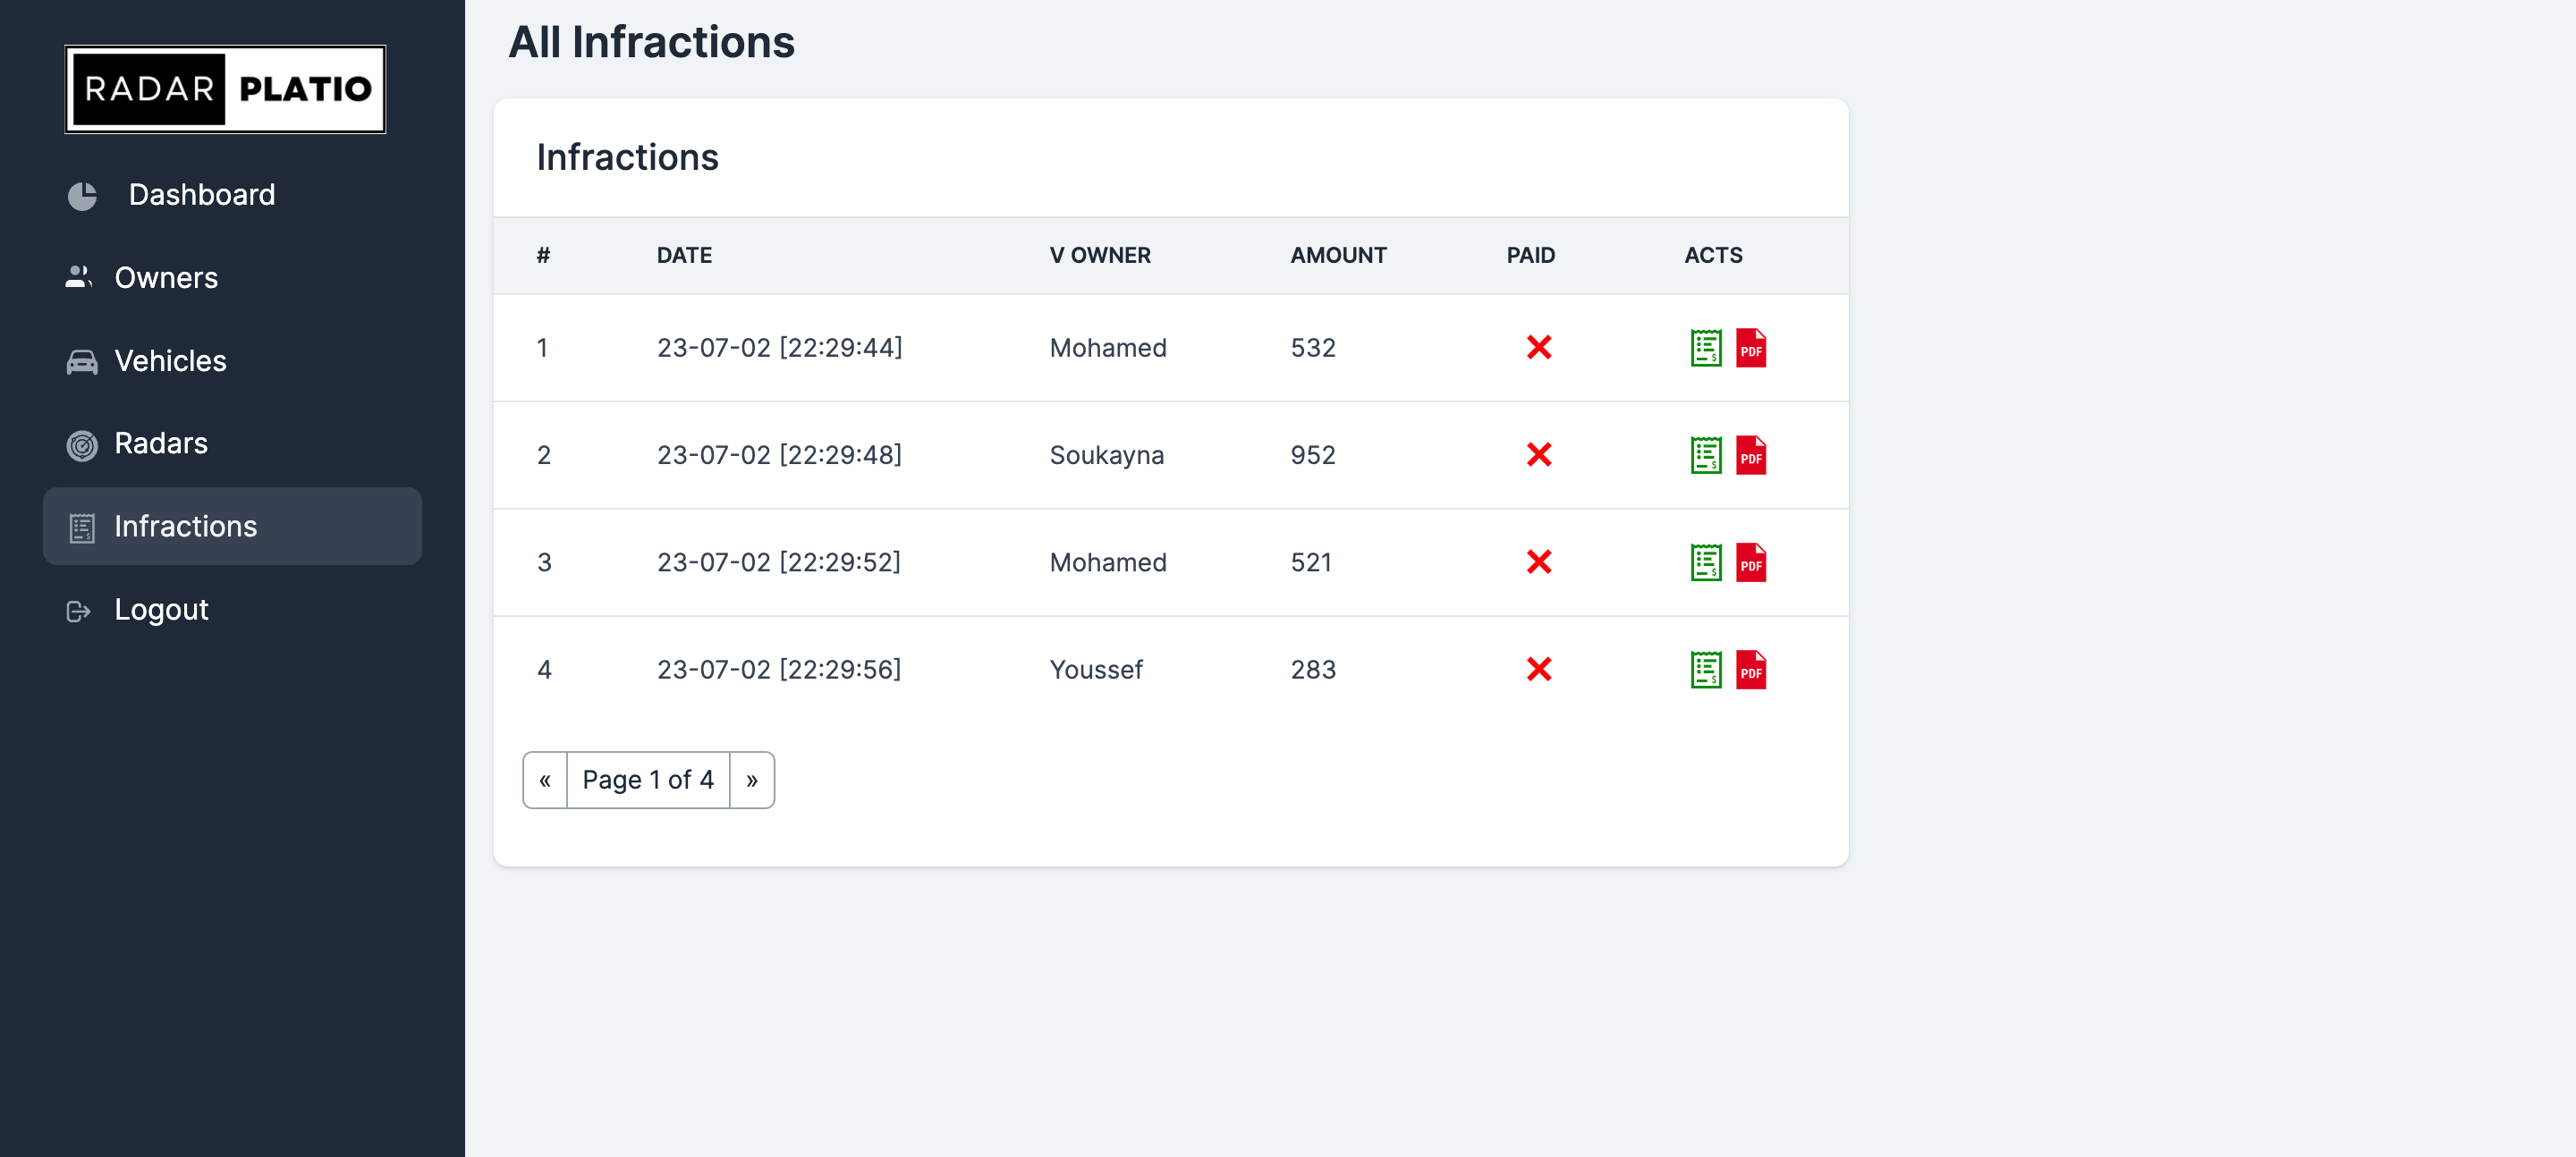 RADAR PLATIO
Dashboard
Owners
Vehicles
Radars
Infractions
Logout
All Infractions
Infractions
# DATE V OWNER AMOUNT PAID ACTS
1 23-07-02 [22:29:44] Mohamed 532 PDF
2 23-07-02 [22:29:48] Soukayna 952 PDF
3 23-07-02 [22:29:52] Mohamed 521 PDF
4 23-07-02 [22:29:56] Youssef 283 PDF
« Page 1 of 4 »